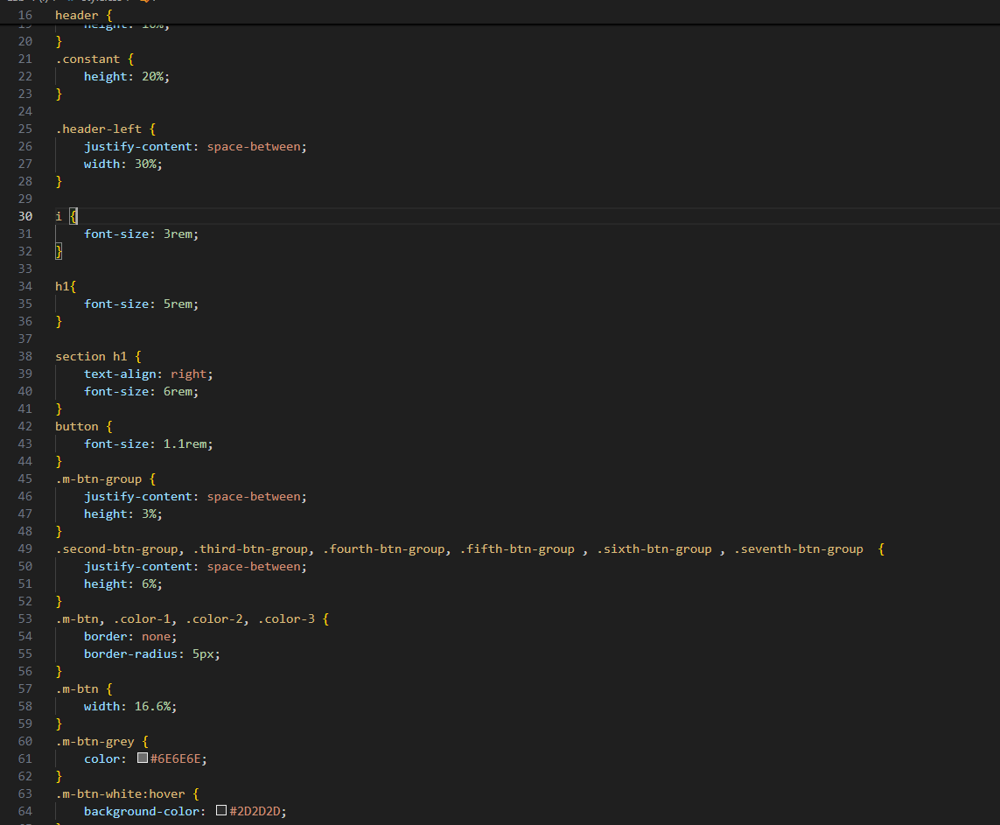 16 header {
20 }
21 .constant {
22 height: 20%;
23 }
24
25 .header-left {
26 justify-content: space-between;
27 width: 30%;
28 }
29
30 i {
31 font-size: 3rem;
32 }
33
34 h1{
35 font-size: 5rem;
36 }
37
38 section h1 {
39 text-align: right;
40 font-size: 6rem;
41 }
42 button {
43 font-size: 1.1rem;
44 }
45 .m-btn-group {
46 justify-content: space-between;
47 height: 3%;
48 }
49 .second-btn-group, .third-btn-group, .fourth-btn-group, .fifth-btn-group , .sixth-btn-group , .seventh-btn-group  {
50 justify-content: space-between;
51 height: 6%;
52 }
53 .m-btn, .color-1, .color-2, .color-3 {
54 border: none;
55 border-radius: 5px;
56 }
57 .m-btn {
58 width: 16.6%;
59 }
60 .m-btn-grey {
61 color: #6E6E6E;
62 }
63 .m-btn-white:hover {
64 background-color: #2D2D2D;